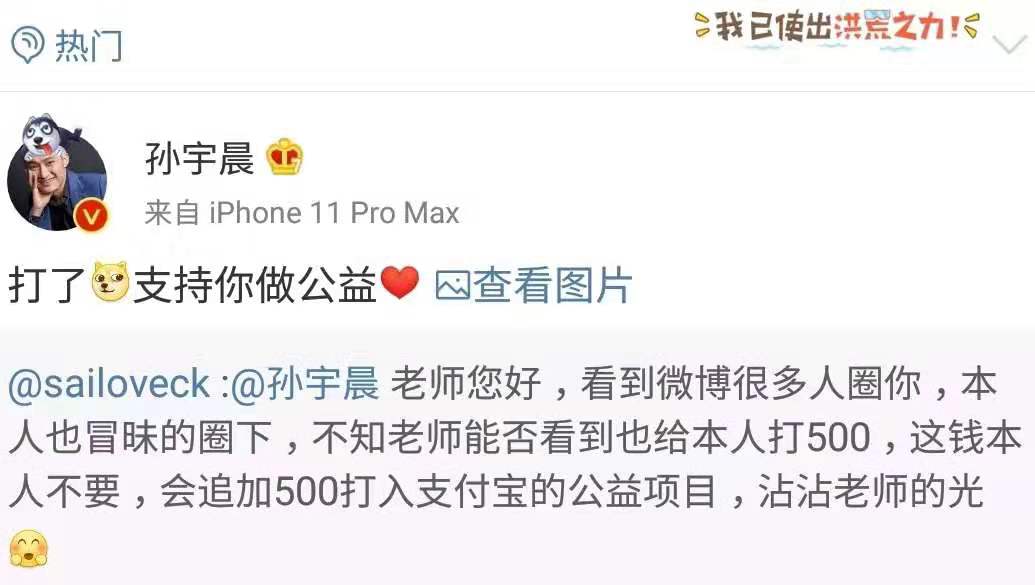 热门
我已使出洪荒之力!
孙宇晨
来自 iPhone 11 Pro Max
打了支持你做公益 查看图片
@sailoveck :@孙宇晨 老师您好，看到微博很多人圈你，本
人也冒昧的圈下，不知老师能否看到也给本人打500，这钱本
人不要，会追加500打入支付宝的公益项目，沾沾老师的光